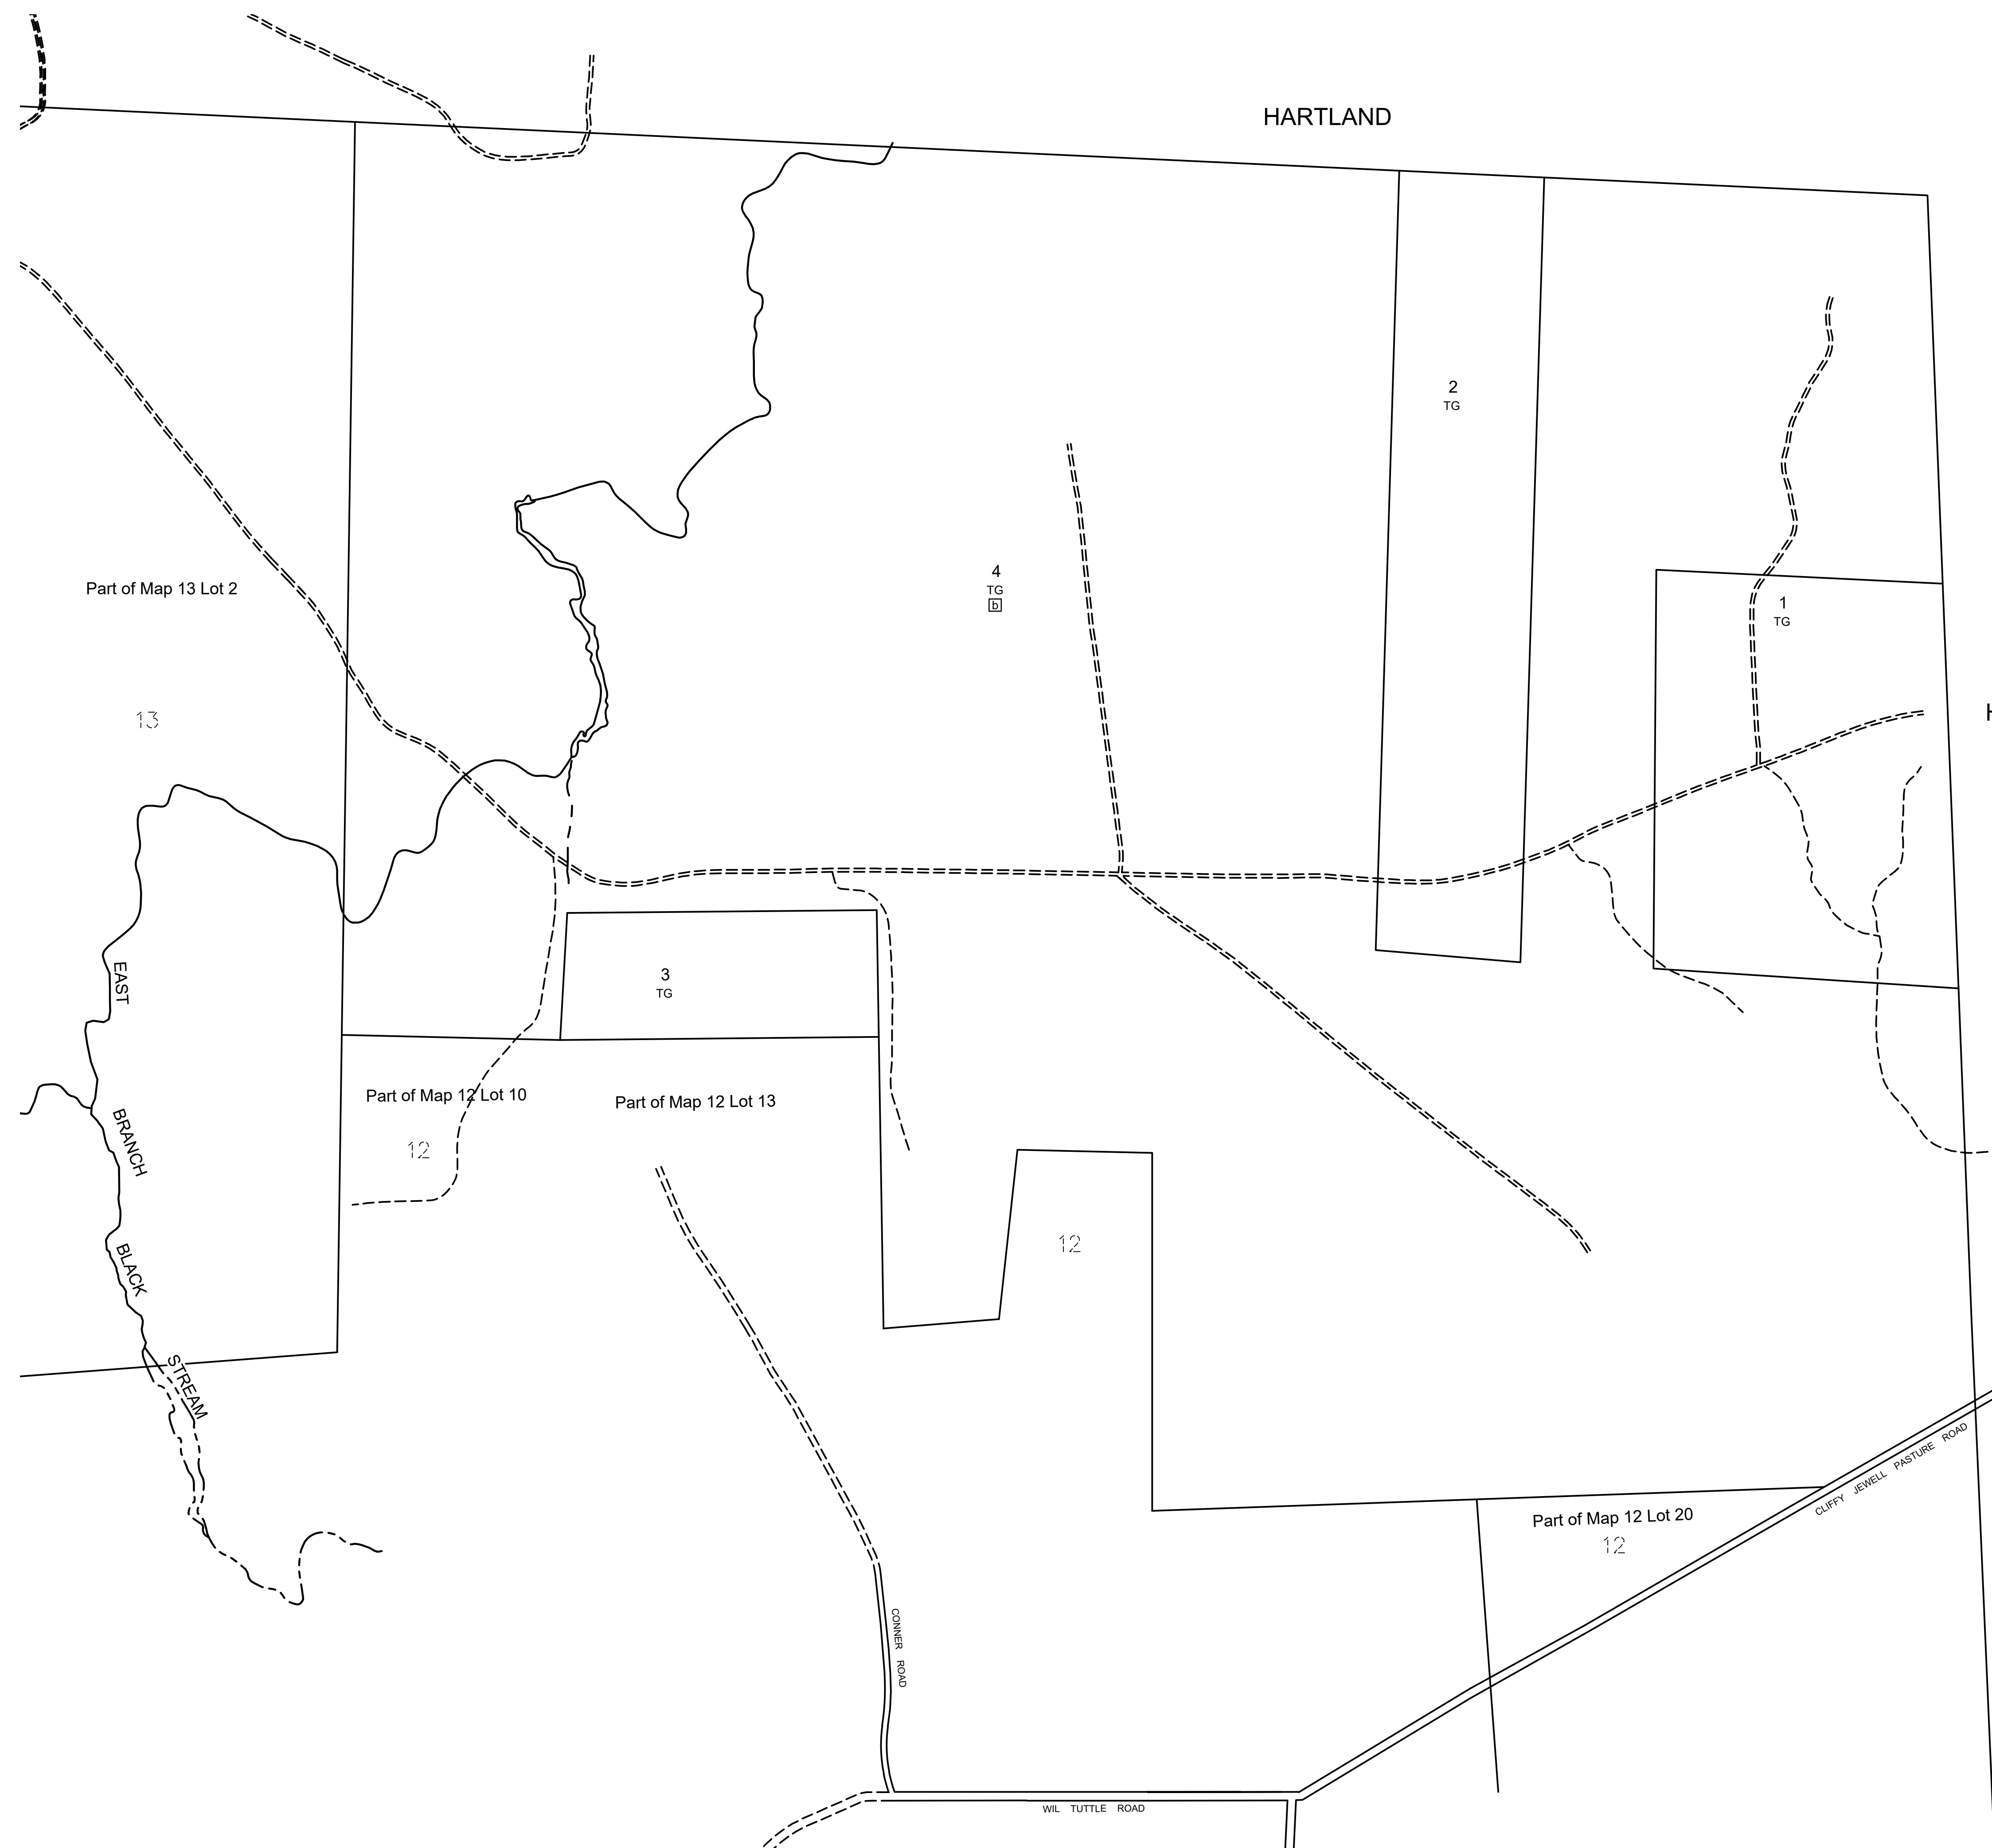 HARTLAND
2
TG
4
TG
b
1
TG
Part of Map 13 Lot 2
13
H
3
TG
EAST
BRANCH
BLACK
STREAM
Part of Map 12 Lot 10
12
Part of Map 12 Lot 13
12
Part of Map 12 Lot 20
12
CLIFFY JEWELL PASTURE ROAD
CONNER ROAD
WIL TUTTLE ROAD